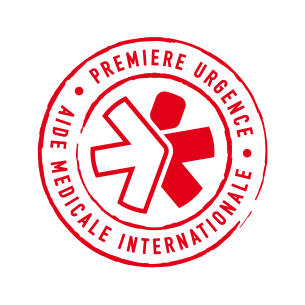 PREMIERE URGENCE
AIDE MEDICALE INTERNATIONALE